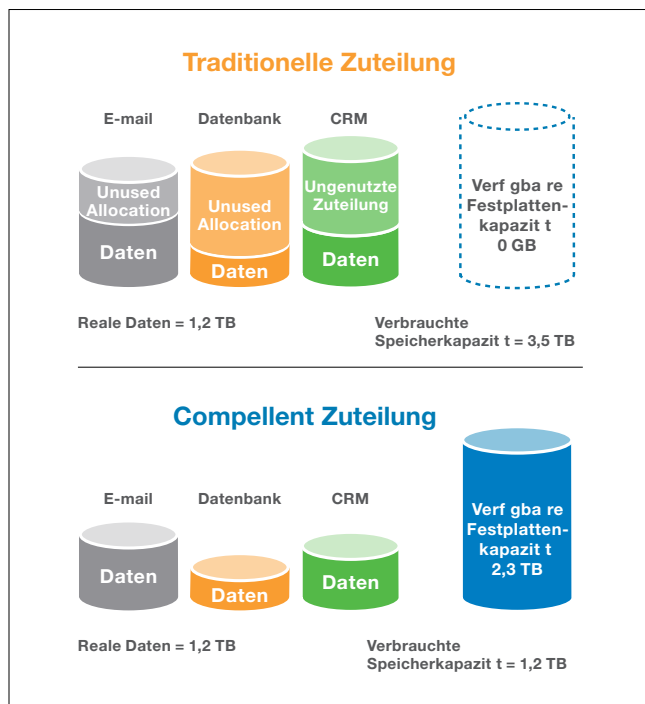 Traditionelle Zuteilung
E-mail
Datenbank
CRM
Unused
Allocation
Daten
Unused
Allocation
Daten
Ungenutzte
Zuteilung
Daten
Verf gba re
Festplatten-
kapazit t
0 GB
Reale Daten = 1,2 TB
Verbrauchte
Speicherkapazit t = 3,5 TB
Compellent Zuteilung
E-mail
Datenbank
CRM
Daten
Daten
Daten
Verf gba re
Festplatten-
kapazit t
2,3 TB
Reale Daten = 1,2 TB
Verbrauchte
Speicherkapazit t = 1,2 TB